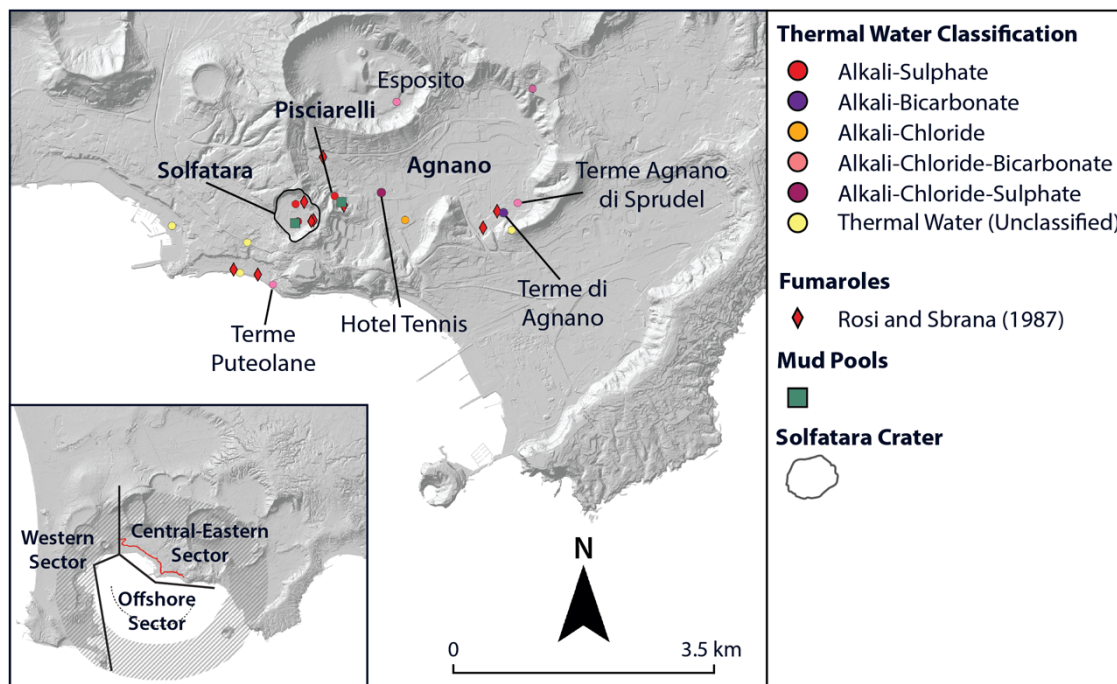 Esposito
Pisciarelli
Solfatara
Agnano
Terme Agnano
di Sprudel
Terme
Puteolane
Hotel Tennis
Terme di
Agnano
Western
Sector
Central-Eastern
Sector
Offshore
Sector
N
0
3.5 km
Thermal Water Classification
Alkali-Sulphate
Alkali-Bicarbonate
Alkali-Chloride
Alkali-Chloride-Bicarbonate
Alkali-Chloride-Sulphate
Thermal Water (Unclassified)
Fumaroles
Rosi and Sbrana (1987)
Mud Pools
Solfatara Crater